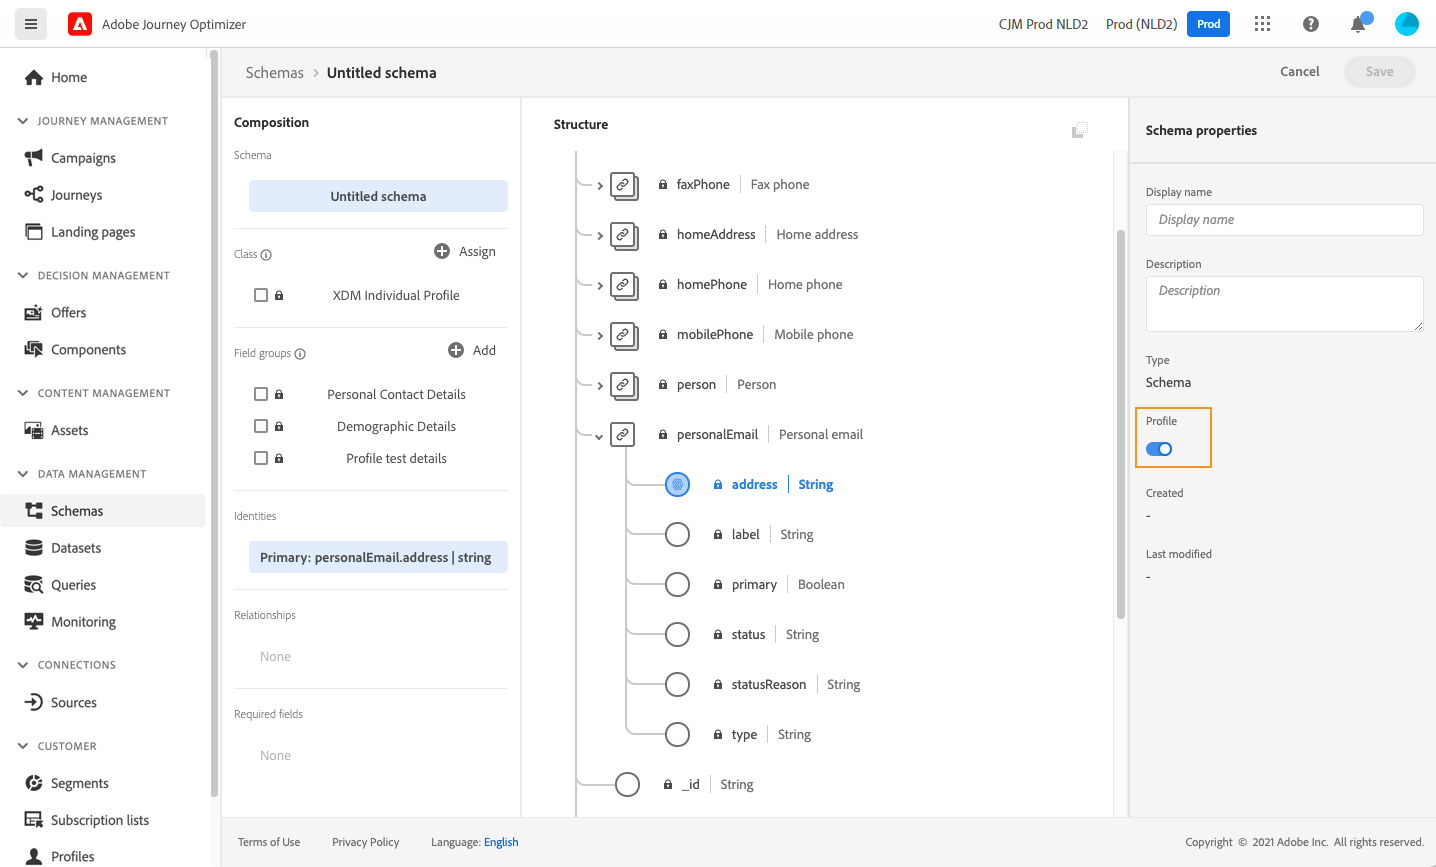 Adobe Journey Optimizer
CJM Prod NLD2
Prod (NLD2)
Prod
Home
JOURNEY MANAGEMENT
Campaigns
Journeys
Landing pages
DECISION MANAGEMENT
Offers
Components
CONTENT MANAGEMENT
Assets
DATA MANAGEMENT
Schemas
Datasets
Queries
Monitoring
CONNECTIONS
Sources
CUSTOMER
Segments
Subscription lists
Profiles
Schemas > Untitled schema
Cancel
Save
Composition
Schema
Untitled schema
Class
Assign
XDM Individual Profile
Field groups
Add
Personal Contact Details
Demographic Details
Profile test details
Identities
Primary: personalEmail.address | string
Relationships
None
Required fields
None
Structure
faxPhone | Fax phone
homeAddress | Home address
homePhone | Home phone
mobilePhone | Mobile phone
person | Person
personalEmail | Personal email
address | String
label | String
primary | Boolean
status | String
statusReason | String
type | String
_id | String
Schema properties
Display name
Display name
Description
Description
Type
Schema
Profile
Created
-
Last modified
-
Terms of Use
Privacy Policy
Language: English
Copyright © 2021 Adobe Inc. All rights reserved.